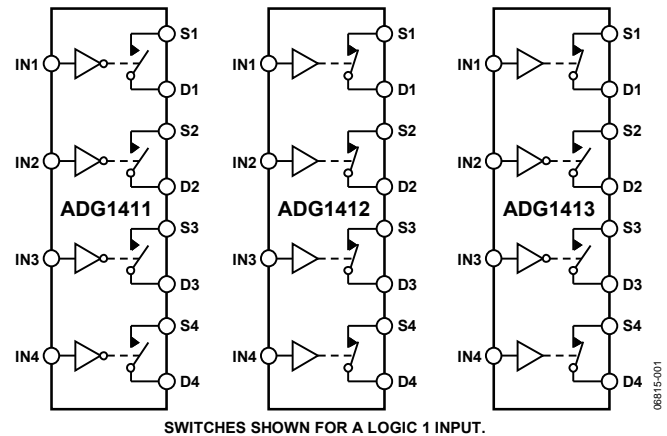 S1
IN1
D1
S2
IN2
D2
ADG1411
S3
IN3
D3
S4
IN4
D4
S1
IN1
D1
S2
IN2
D2
ADG1412
S3
IN3
D3
S4
IN4
D4
S1
IN1
D1
S2
IN2
D2
ADG1413
S3
IN3
D3
S4
IN4
D4
06815-001
SWITCHES SHOWN FOR A LOGIC 1 INPUT.